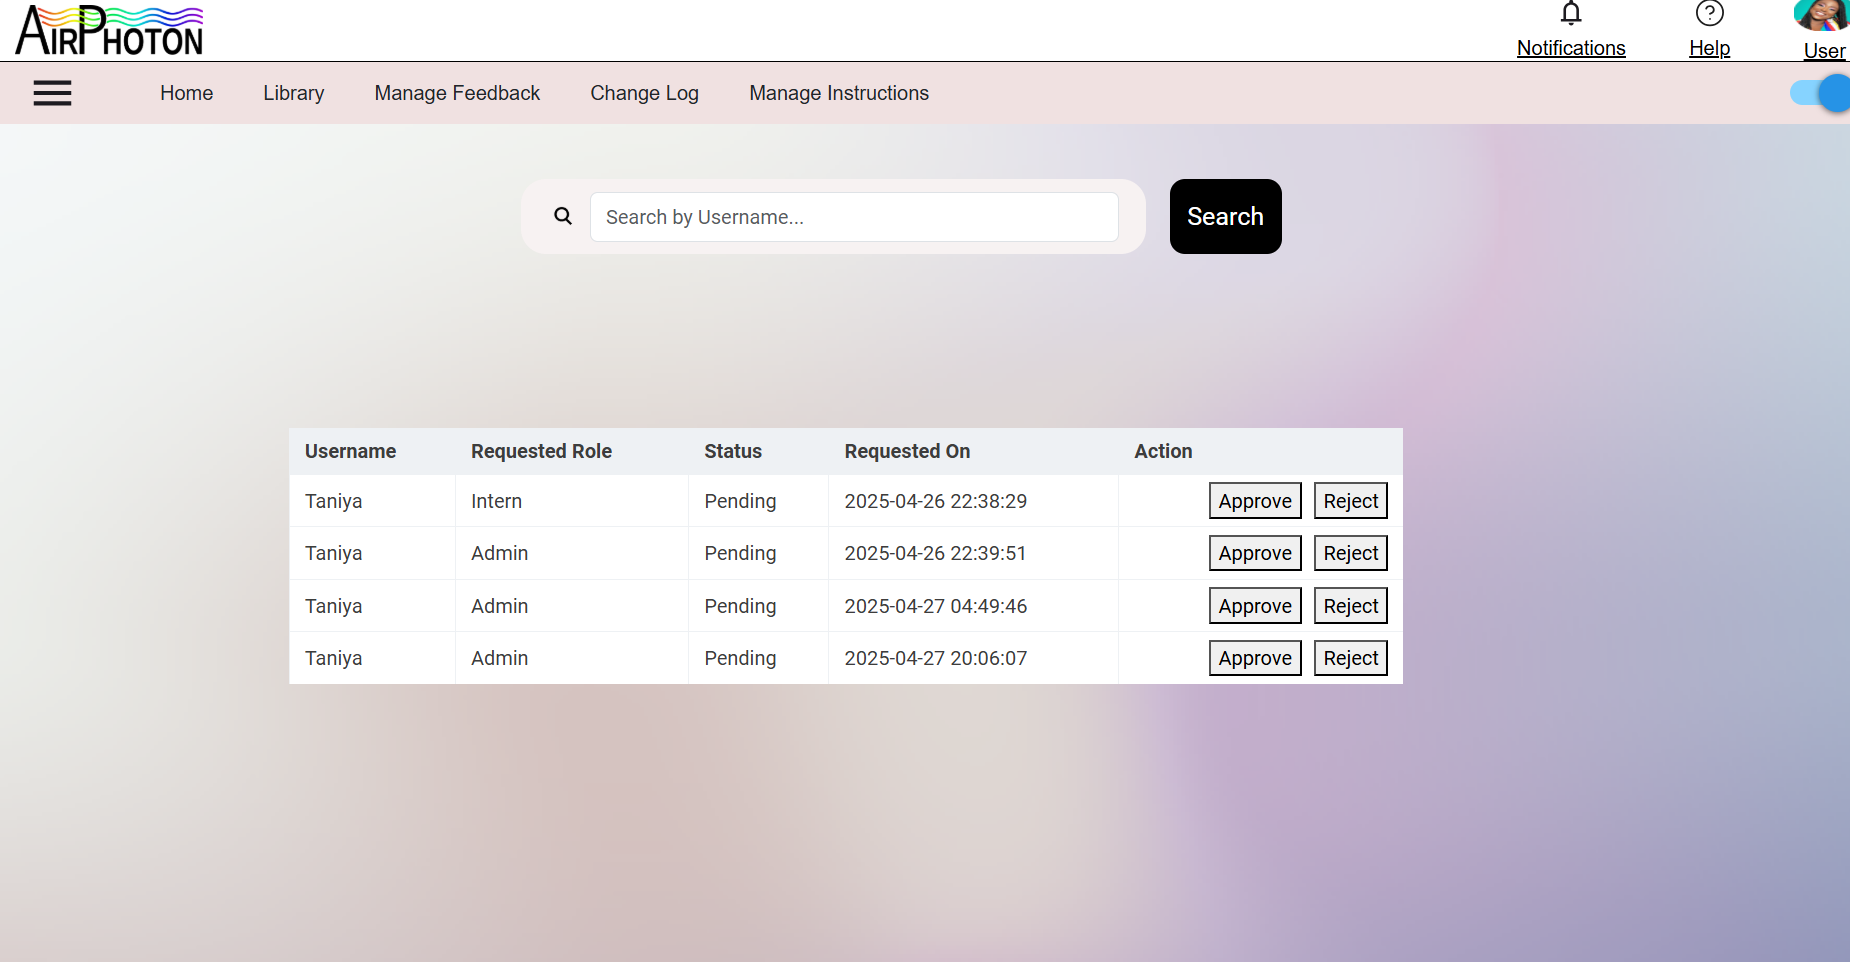 AIRPHOTON
Notifications
Help
User
Home
Library
Manage Feedback
Change Log
Manage Instructions
Search by Username...
Search
Username Requested Role Status Requested On Action
Taniya Intern Pending 2025-04-26 22:38:29 Approve Reject
Taniya Admin Pending 2025-04-26 22:39:51 Approve Reject
Taniya Admin Pending 2025-04-27 04:49:46 Approve Reject
Taniya Admin Pending 2025-04-27 20:06:07 Approve Reject